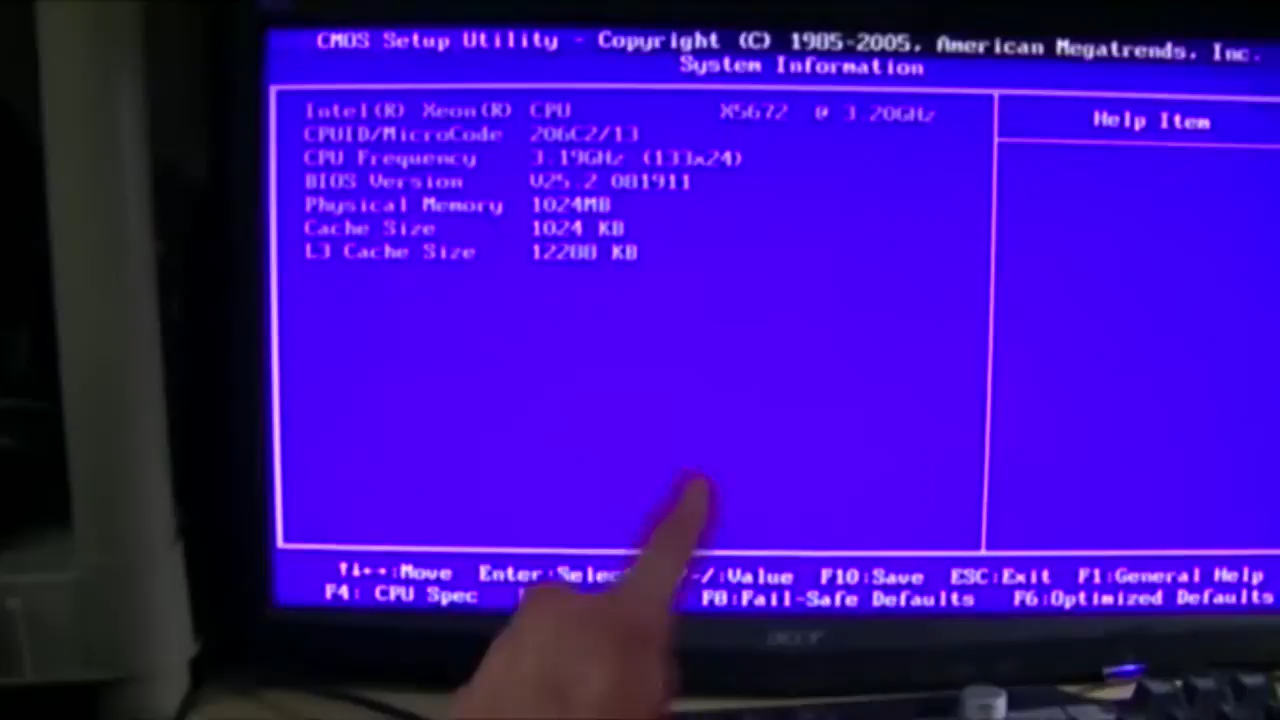 CMOS Setup Utility - Copyright (C) 1985-2005, American Megatrends, Inc.
System Information
Intel(R) Xeon(R) CPU X5672 @ 3.20GHz
Help Item
CPUID/MicroCode 206C2/13
CPU Frequency 3.19GHz (133x24)
BIOS Version V25.2 081911
Physical Memory 1024MB
Cache Size 1024 KB
L3 Cache Size 12288 KB
↑↓←→:Move Enter:Selec -/:Value F10:Save ESC:Exit F1:General Help
F4: CPU Spec F8:Fail-Safe Defaults F6:Optimized Defaults
acer